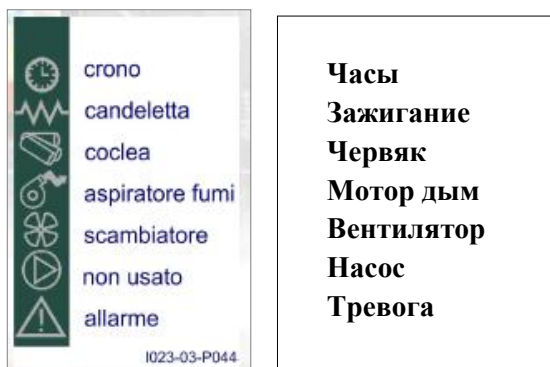 crono
candeletta
coclea
aspiratore fumi
scambiatore
non usato
allarme
I023-03-P044
Часы
Зажигание
Червяк
Мотор дым
Вентилятор
Насос
Тревога